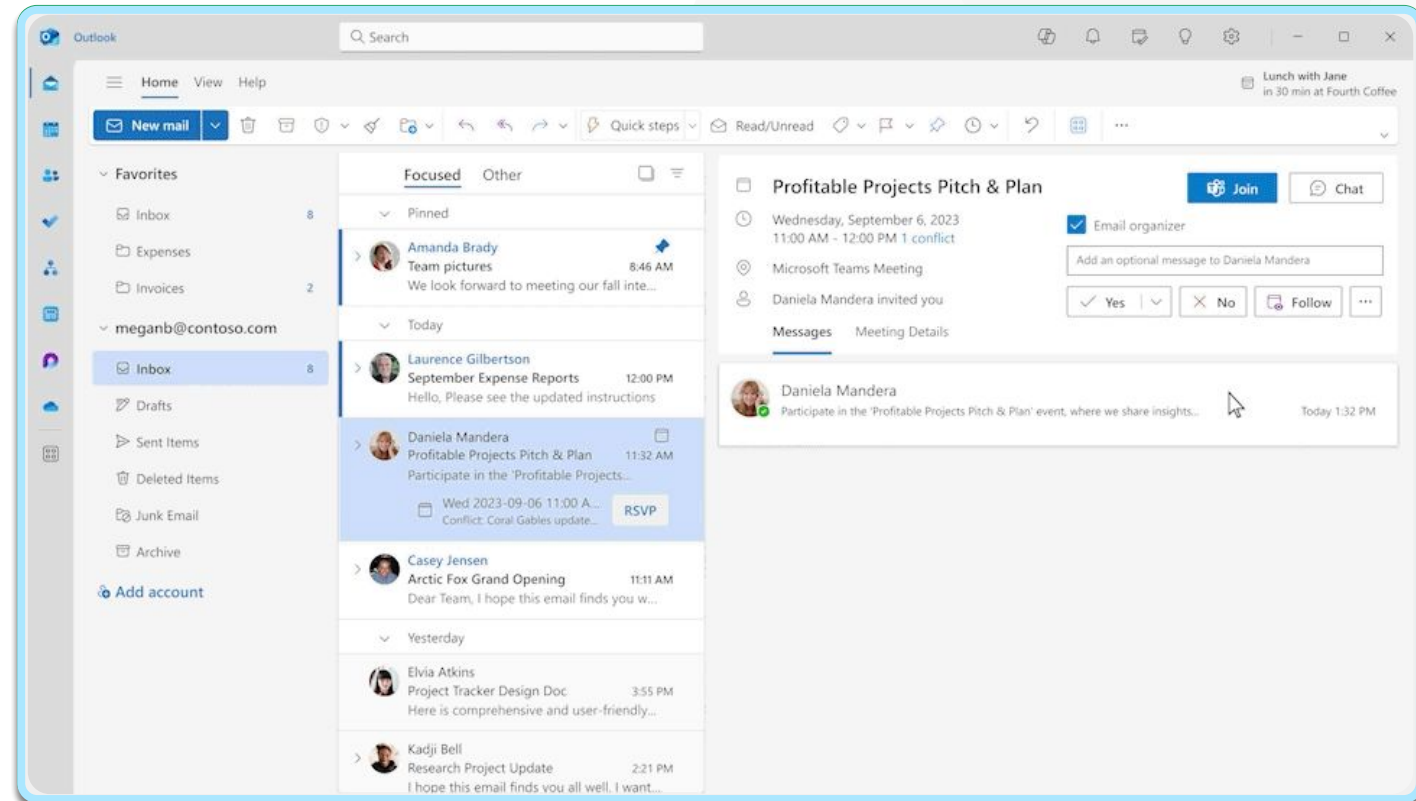 Outlook
Search
Home View Help
Lunch with Jane
in 30 min at Fourth Coffee
New mail
Quick steps
Read/Unread
Favorites
Inbox 8
Expenses
Invoices 2
meganb@contoso.com
Inbox 8
Drafts
Sent Items
Deleted Items
Junk Email
Archive
Add account
Focused Other
Pinned
Amanda Brady
Team pictures 8:46 AM
We look forward to meeting our fall inte...
Today
Laurence Gilbertson
September Expense Reports 12:00 PM
Hello, Please see the updated instructions
Daniela Mandera
Profitable Projects Pitch & Plan 11:32 AM
Participate in the 'Profitable Projects...
Wed 2023-09-06 11:00 A...
Conflict: Coral Gables update...
RSVP
Casey Jensen
Arctic Fox Grand Opening 11:11 AM
Dear Team, I hope this email finds you w...
Yesterday
Elvia Atkins
Project Tracker Design Doc 3:55 PM
Here is comprehensive and user-friendly...
Kadji Bell
Research Project Update 2:21 PM
I hope this email finds you all well. I want...
Profitable Projects Pitch & Plan
Join
Chat
Wednesday, September 6, 2023
11:00 AM - 12:00 PM 1 conflict
Microsoft Teams Meeting
Daniela Mandera invited you
Email organizer
Add an optional message to Daniela Mandera
Yes
No
Follow
Messages Meeting Details
Daniela Mandera
Participate in the 'Profitable Projects Pitch & Plan' event, where we share insights...
Today 1:32 PM